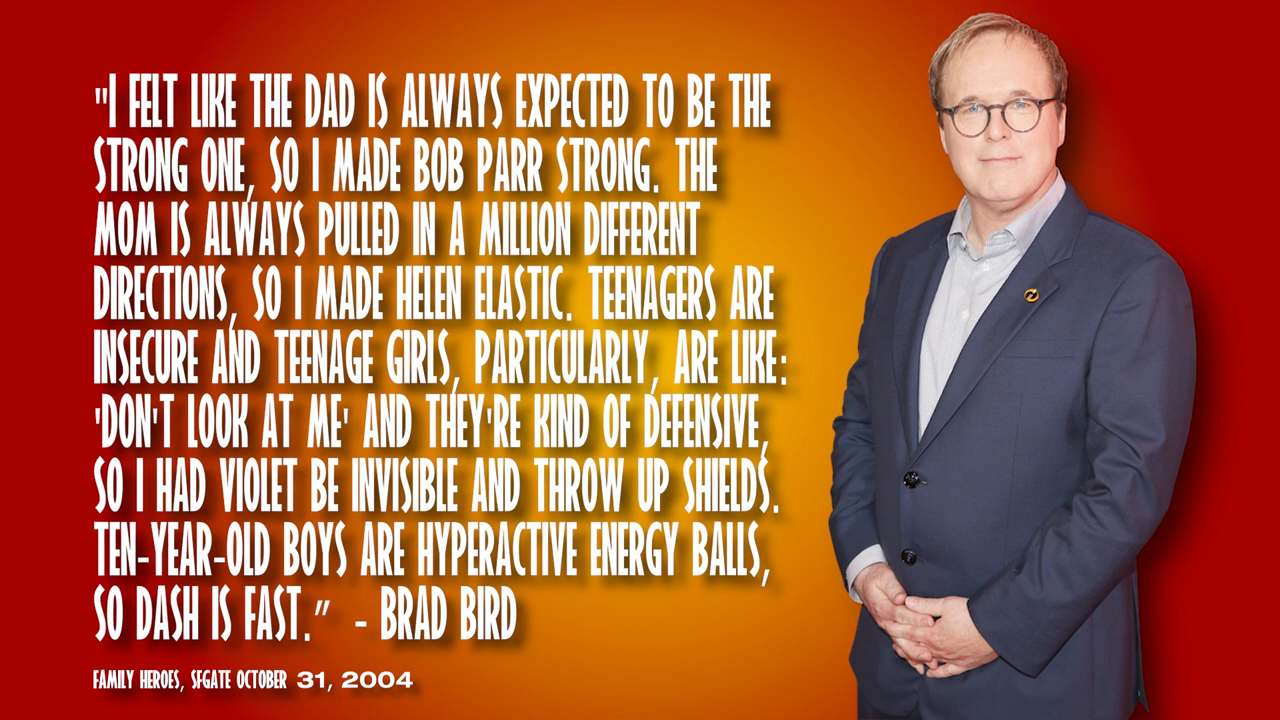 "I FELT LIKE THE DAD IS ALWAYS EXPECTED TO BE THE
STRONG ONE, SO I MADE BOB PARR STRONG. THE
MOM IS ALWAYS PULLED IN A MILLION DIFFERENT
DIRECTIONS, SO I MADE HELEN ELASTIC. TEENAGERS ARE
INSECURE AND TEENAGE GIRLS, PARTICULARLY, ARE LIKE:
'DON'T LOOK AT ME' AND THEY'RE KIND OF DEFENSIVE,
SO I HAD VIOLET BE INVISIBLE AND THROW UP SHIELDS.
TEN-YEAR-OLD BOYS ARE HYPERACTIVE ENERGY BALLS,
SO DASH IS FAST.” - BRAD BIRD
FAMILY HEROES, SFGATE OCTOBER 31, 2004